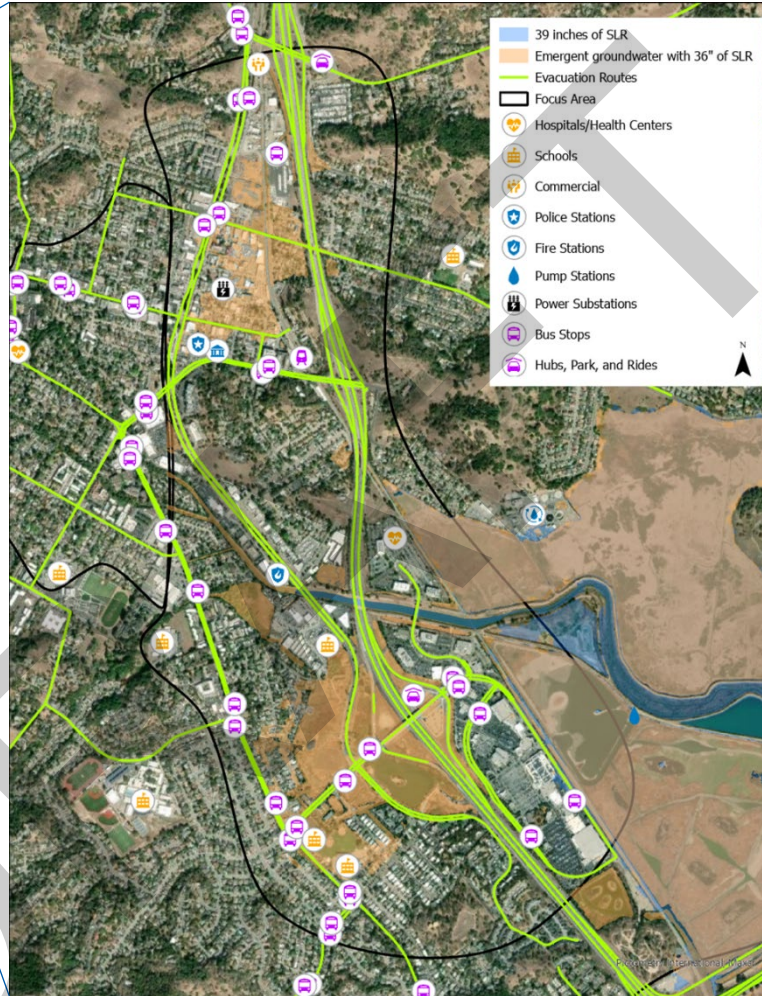 39 inches of SLR
Emergent groundwater with 36" of SLR
Evacuation Routes
Focus Area
Hospitals/Health Centers
Schools
Commercial
Police Stations
Fire Stations
Pump Stations
Power Substations
Bus Stops
Hubs, Park, and Rides
N